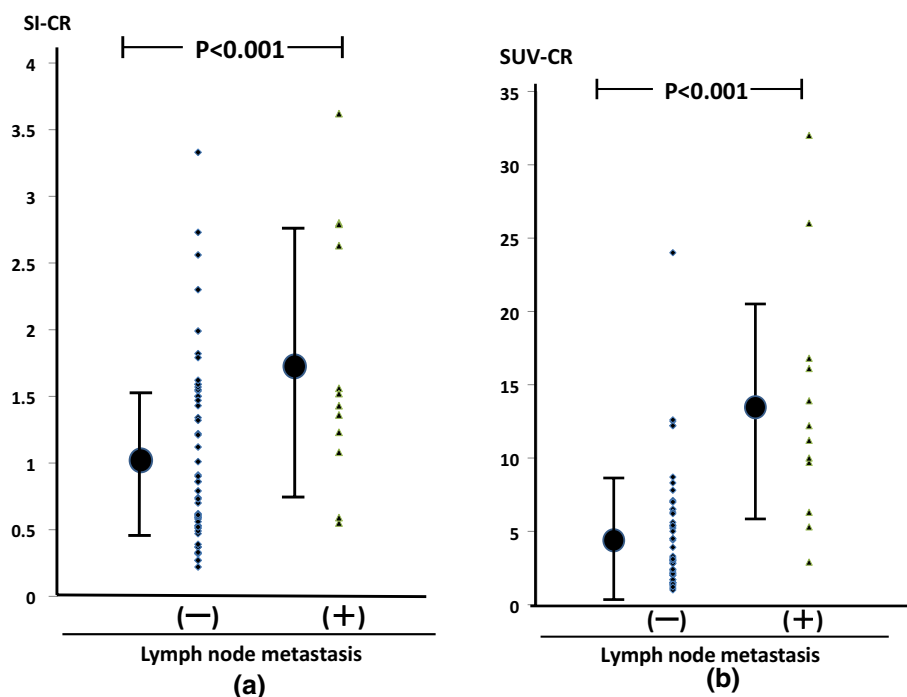 SI-CR
P<0.001
4
3.5
3
2.5
2
1.5
1
0.5
0
(—)
(+)
Lymph node metastasis
(a)
SUV-CR
P<0.001
35
30
25
20
15
10
5
0
(—)
(+)
Lymph node metastasis
(b)